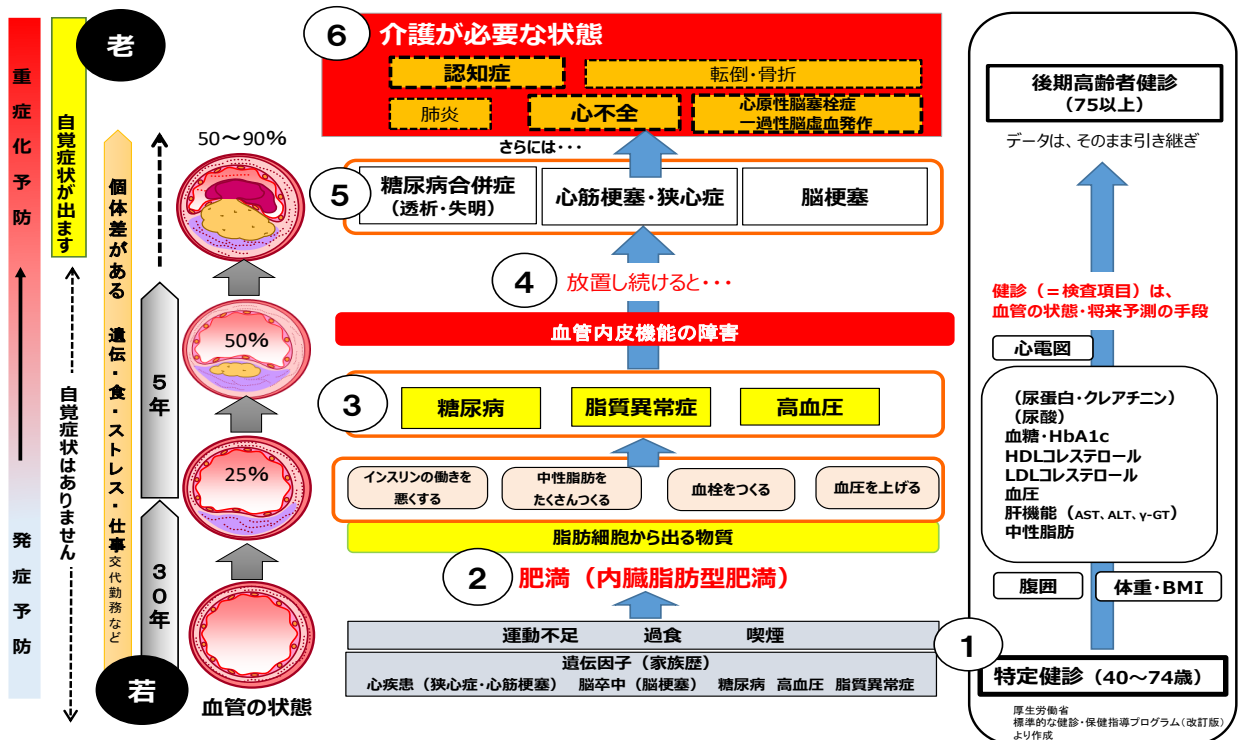 老
重症化予防
発症予防
自覚症状が出ます
自覚症状はありません
個体差がある 遺伝・食・ストレス・仕事 交代勤務など
5年
30年
若
50～90%
50%
25%
血管の状態
6 介護が必要な状態
認知症
転倒・骨折
肺炎
心不全
心原性脳塞栓症
一過性脳虚血発作
さらには・・・
5
糖尿病合併症
（透析・失明）
心筋梗塞・狭心症
脳梗塞
4 放置し続けると・・・
血管内皮機能の障害
3
糖尿病
脂質異常症
高血圧
インスリンの働きを
悪くする
中性脂肪を
たくさんつくる
血栓をつくる
血圧を上げる
脂肪細胞から出る物質
2 肥満（内臓脂肪型肥満）
運動不足 過食 喫煙
遺伝因子（家族歴）
心疾患（狭心症・心筋梗塞） 脳卒中（脳梗塞） 糖尿病 高血圧 脂質異常症
後期高齢者健診
（75以上）
データは、そのまま引き継ぎ
健診（＝検査項目）は、
血管の状態・将来予測の手段
心電図
（尿蛋白・クレアチニン）
（尿酸）
血糖・HbA1c
HDLコレステロール
LDLコレステロール
血圧
肝機能（AST、ALT、γ-GT）
中性脂肪
腹囲
体重・BMI
1
特定健診（40～74歳）
厚生労働省
標準的な健診・保健指導プログラム（改訂版）
より作成